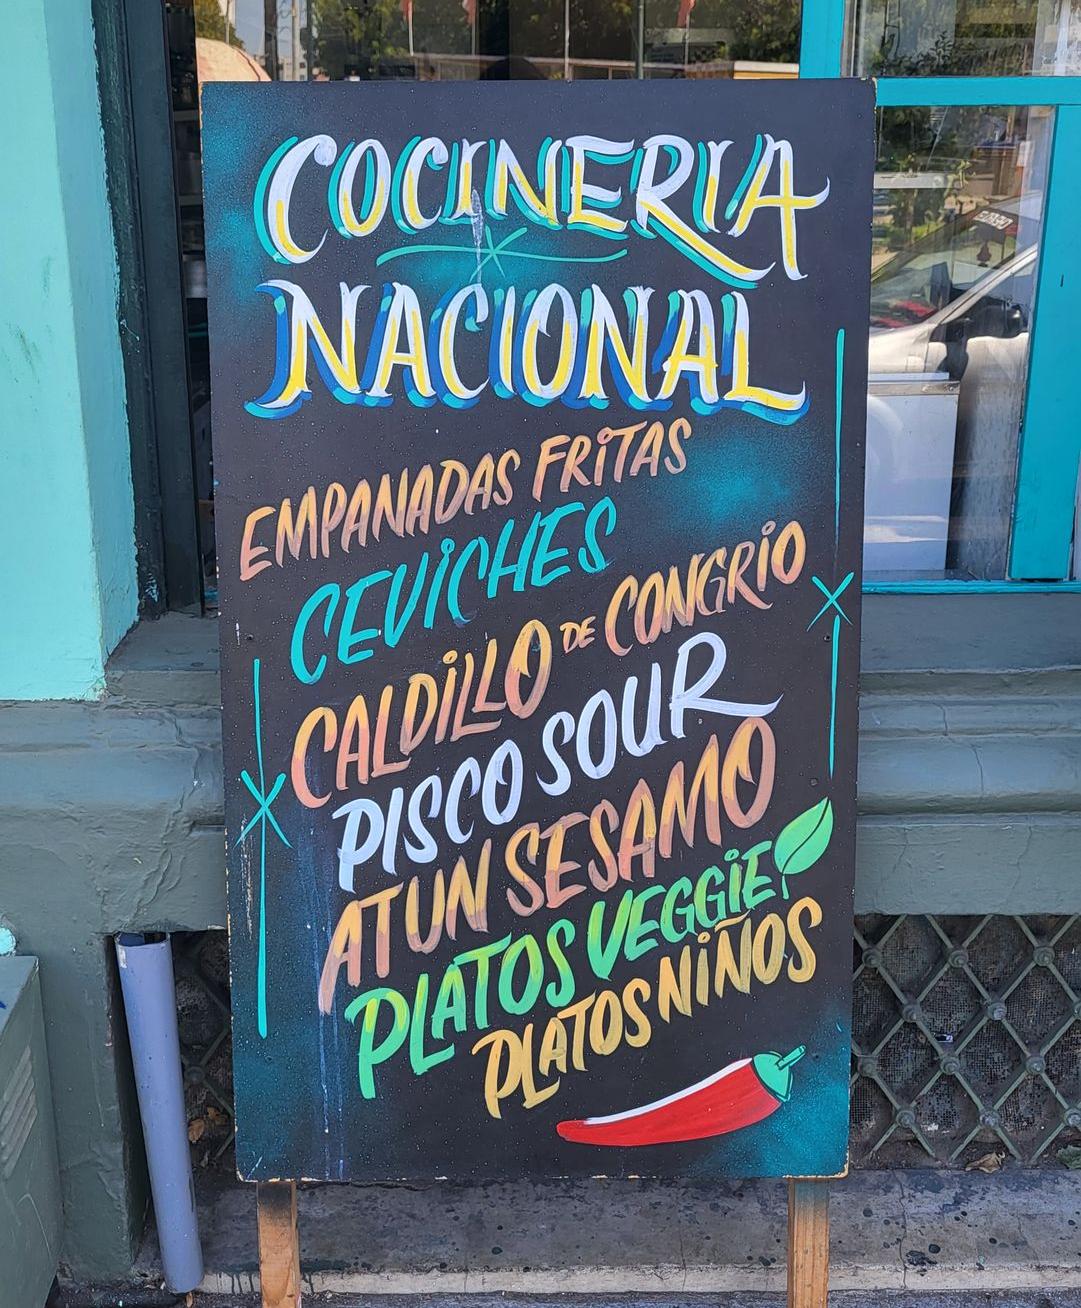 COCINERIA
NACIONAL
EMPANADAS FRiTAS
CEViCHES
CALDiLLO DE CONGRiO
PISCO SOUR
ATUN SESAMO
PLATOS VEGGiE
PLATOS NiÑOS